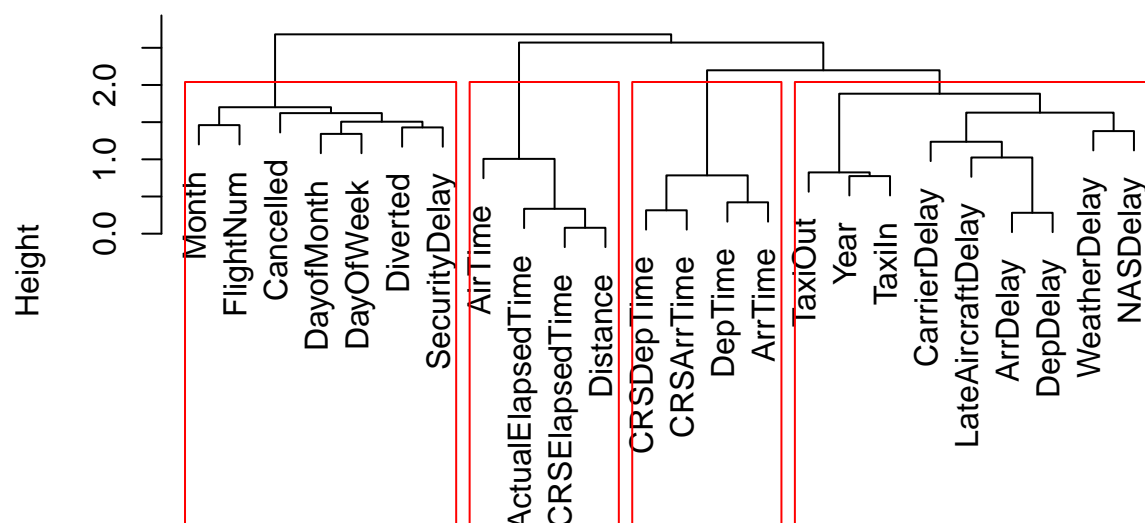 Height
0.0
1.0
2.0
Month
FlightNum
Cancelled
DayofMonth
DayOfWeek
Diverted
SecurityDelay
AirTime
ActualElapsedTime
CRSElapsedTime
Distance
CRSDepTime
CRSArrTime
DepTime
ArrTime
TaxiOut
Year
TaxiIn
CarrierDelay
LateAircraftDelay
ArrDelay
DepDelay
WeatherDelay
NASDelay